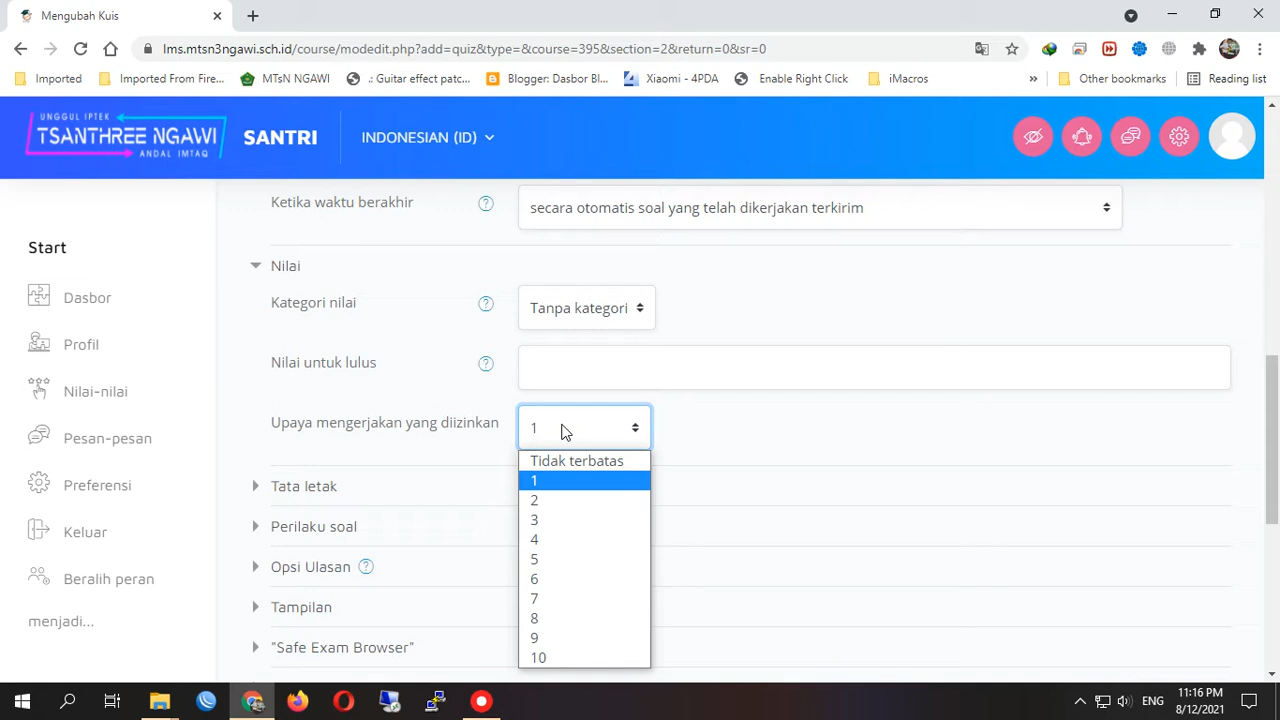 Mengubah Kuis
lms.mtsn3ngawi.sch.id/course/modedit.php?add=quiz&type=&course=395&section=2&return=0&sr=0
Imported
Imported From Fire...
MTsN NGAWI
.: Guitar effect patc...
Blogger: Dasbor Bl...
Xiaomi - 4PDA
Enable Right Click
iMacros
»
Other bookmarks
Reading list
UNGGUL IPTEK
TSANTHREE NGAWI
ANDAL IMTAQ
SANTRI
INDONESIAN (ID)
Start
Dasbor
Profil
Nilai-nilai
Pesan-pesan
Preferensi
Keluar
Beralih peran
menjadi...
Ketika waktu berakhir
secara otomatis soal yang telah dikerjakan terkirim
Nilai
Kategori nilai
Tanpa kategori
Nilai untuk lulus
Upaya mengerjakan yang diizinkan
1
Tidak terbatas
1
2
3
4
5
6
7
8
9
10
Tata letak
Perilaku soal
Opsi Ulasan
Tampilan
"Safe Exam Browser"
ENG
11:16 PM
8/12/2021